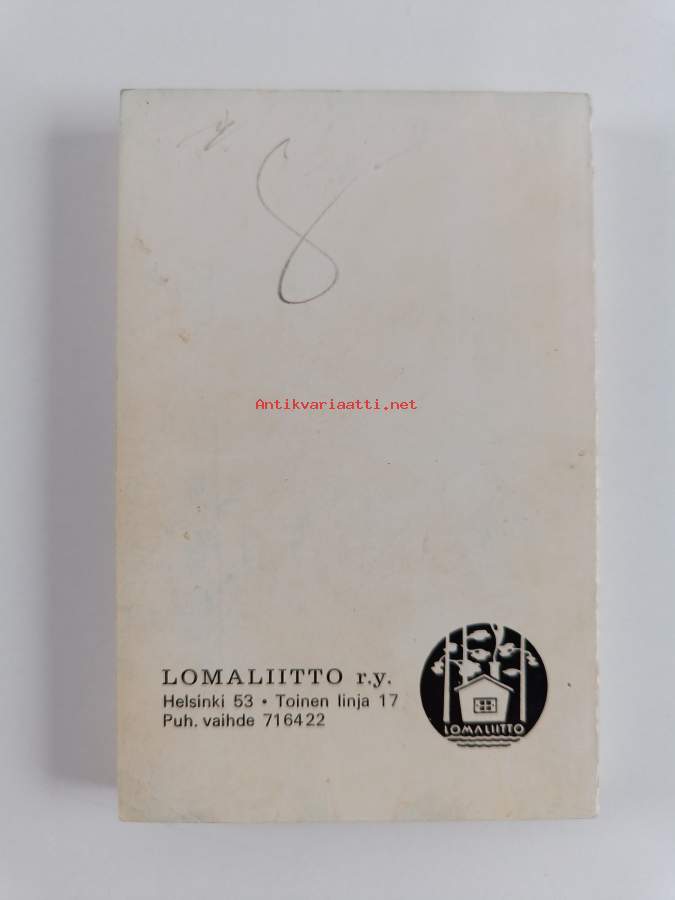 8
Antikvariaatti.net
LOMALIITTO r.y.
Helsinki 53 • Toinen linja 17
Puh. vaihde 716422
LOMALIITTO